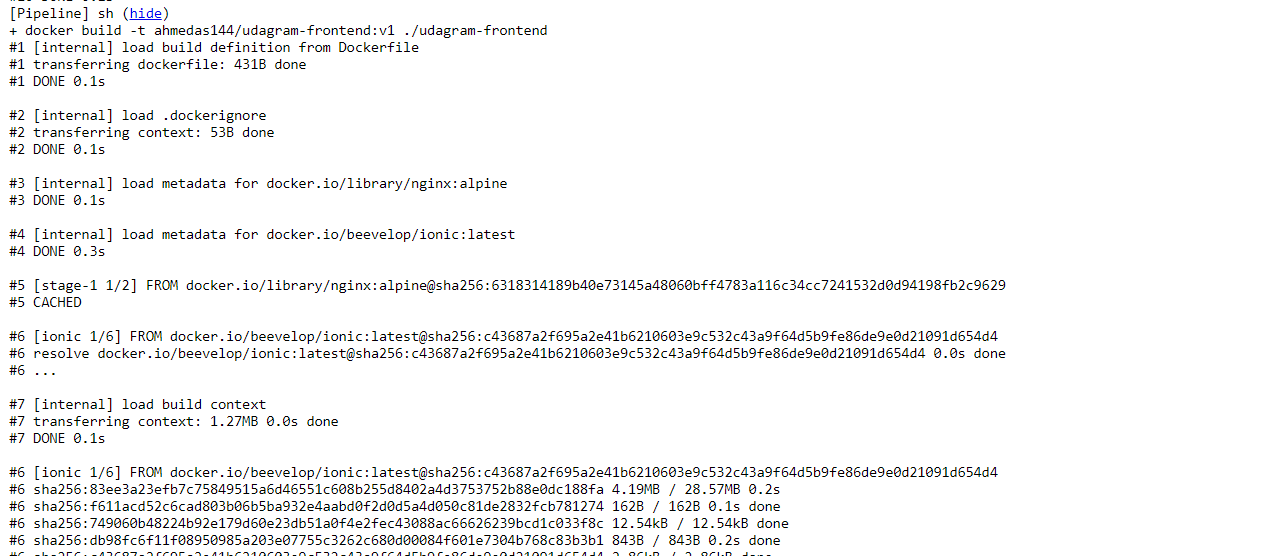 [Pipeline] sh (hide)
+ docker build -t ahmedas144/udagram-frontend:v1 ./udagram-frontend
#1 [internal] load build definition from Dockerfile
#1 transferring dockerfile: 431B done
#1 DONE 0.1s
#2 [internal] load .dockerignore
#2 transferring context: 53B done
#2 DONE 0.1s
#3 [internal] load metadata for docker.io/library/nginx:alpine
#3 DONE 0.1s
#4 [internal] load metadata for docker.io/beevelop/ionic:latest
#4 DONE 0.3s
#5 [stage-1 1/2] FROM docker.io/library/nginx:alpine@sha256:6318314189b40e73145a48060bff4783a116c34cc7241532d0d94198fb2c9629
#5 CACHED
#6 [ionic 1/6] FROM docker.io/beevelop/ionic:latest@sha256:c43687a2f695a2e41b6210603e9c532c43a9f64d5b9fe86de9e0d21091d654d4
#6 resolve docker.io/beevelop/ionic:latest@sha256:c43687a2f695a2e41b6210603e9c532c43a9f64d5b9fe86de9e0d21091d654d4 0.0s done
#6 ...
#7 [internal] load build context
#7 transferring context: 1.27MB 0.0s done
#7 DONE 0.1s
#6 [ionic 1/6] FROM docker.io/beevelop/ionic:latest@sha256:c43687a2f695a2e41b6210603e9c532c43a9f64d5b9fe86de9e0d21091d654d4
#6 sha256:83ee3a23efb7c75849515a6d46551c608b255d8402a4d3753752b88e0dc188fa 4.19MB / 28.57MB 0.2s
#6 sha256:f611acd52c6cad803b06b5ba932e4aabd0f2d0d5a4d050c81de2832fcb781274 162B / 162B 0.1s done
#6 sha256:749060b48224b92e179d60e23db51a0f4e2fec43088ac66626239bcd1c033f8c 12.54kB / 12.54kB done
#6 sha256:db98fc6f11f08950985a203e07755c3262c680d00084f601e7304b768c83b3b1 843B / 843B 0.2s done